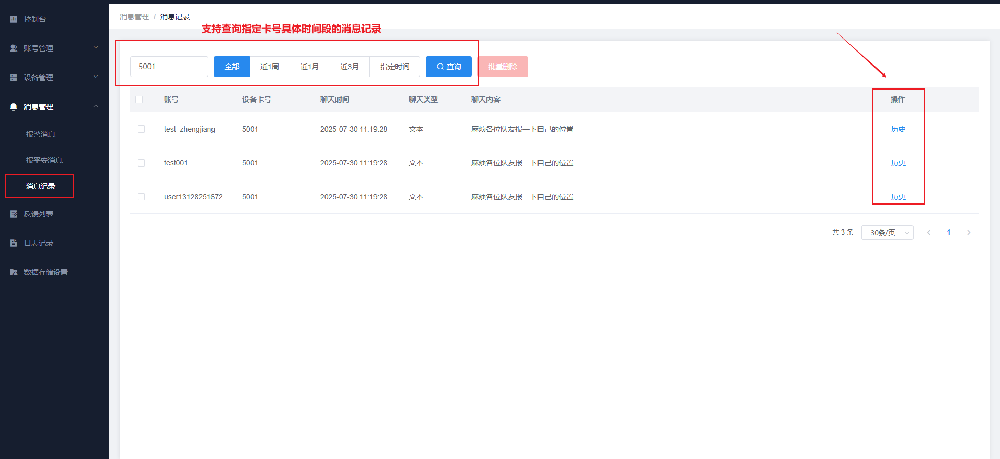 控制台
账号管理
设备管理
消息管理
报警消息
报平安消息
消息记录
反馈列表
日志记录
数据存储设置
消息管理 / 消息记录
支持查询指定卡号具体时间段的消息记录
5001 全部 近1周 近1月 近3月 指定时间 查询 批量删除
账号 设备卡号 聊天时间 聊天类型 聊天内容 操作
test_zhengjiang 5001 2025-07-30 11:19:28 文本 麻烦各位队友报一下自己的位置 历史
test001 5001 2025-07-30 11:19:28 文本 麻烦各位队友报一下自己的位置 历史
user13128251672 5001 2025-07-30 11:19:28 文本 麻烦各位队友报一下自己的位置 历史
共 3 条 30条/页 1